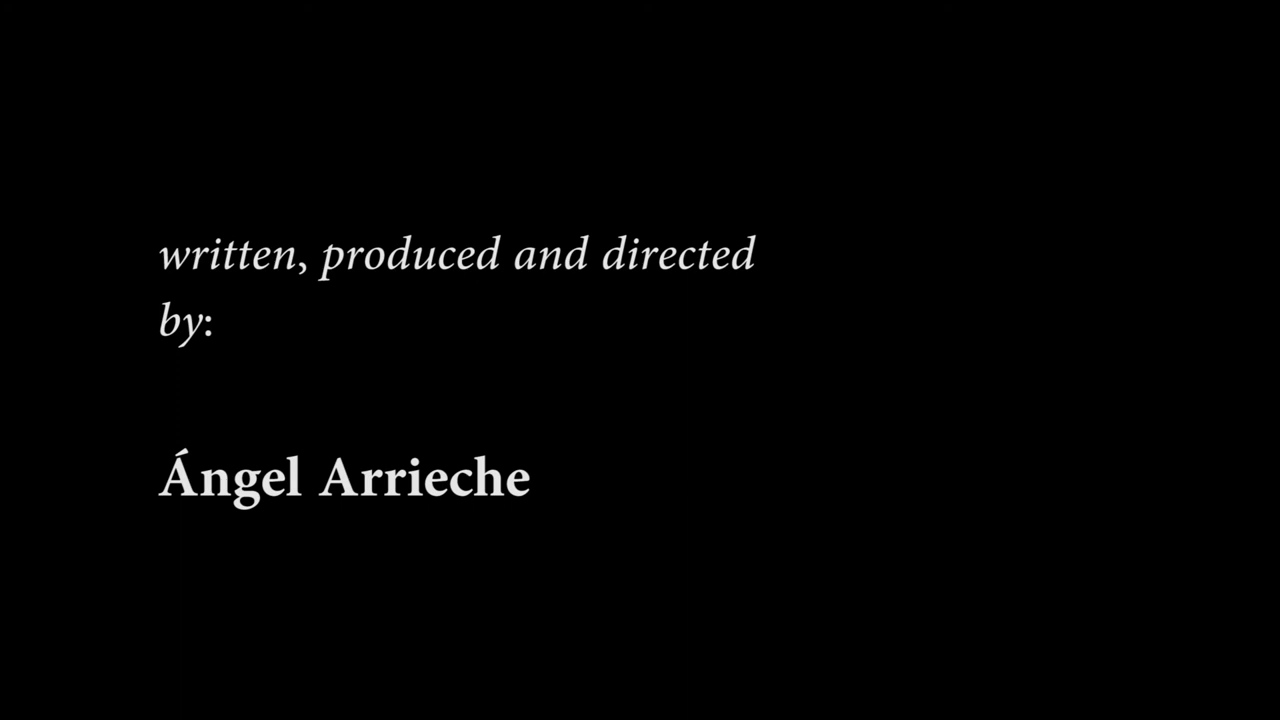 written, produced and directed
by:
Ángel Arrieche